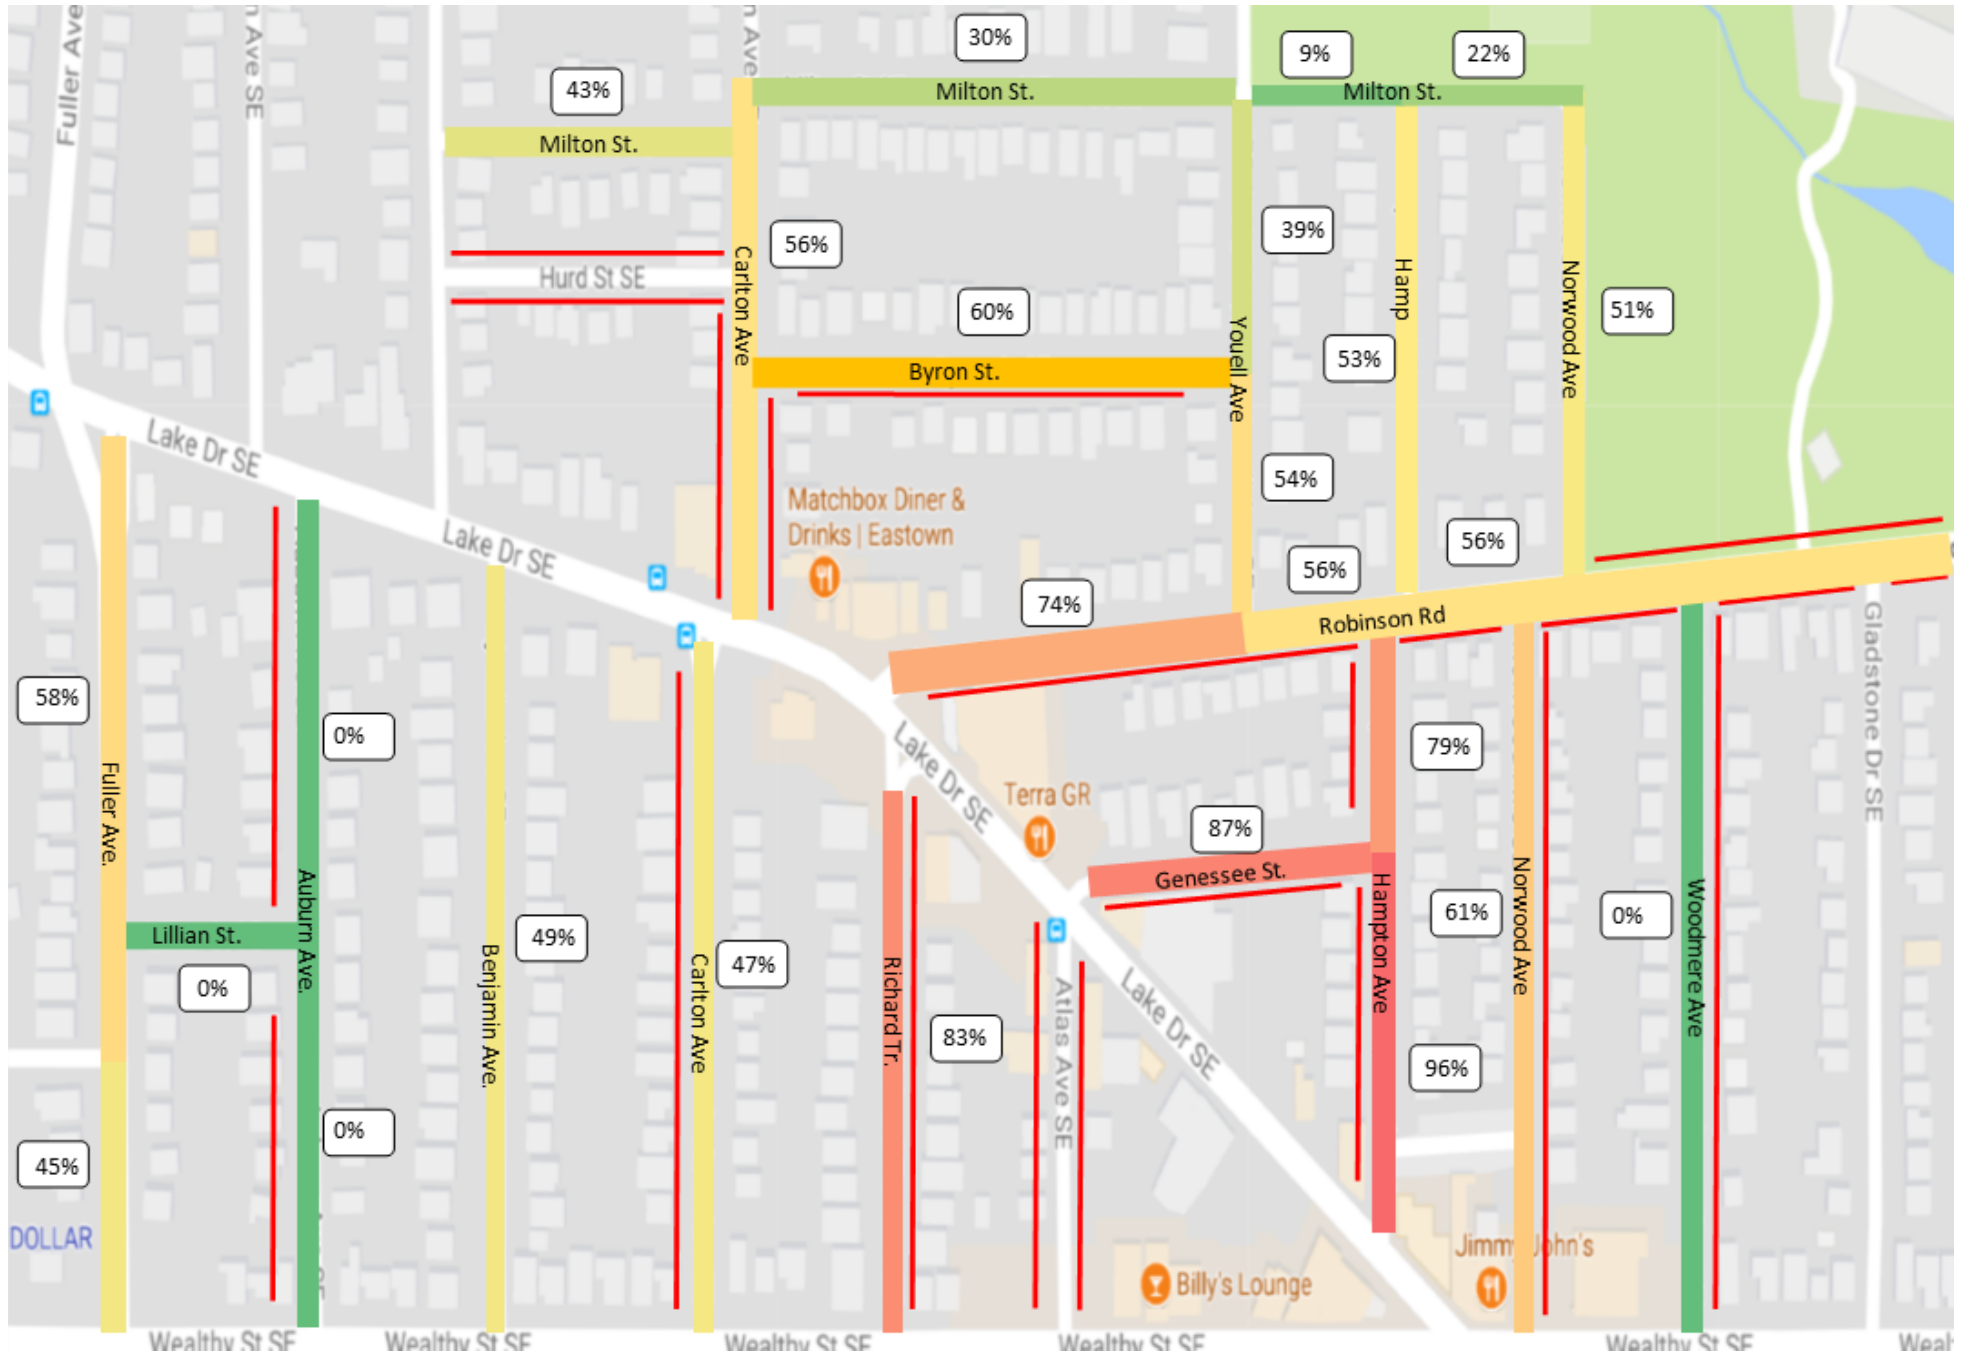 Fuller Ave
n Ave SE
n Ave
30%
9%
22%
43%
Milton St.
Milton St.
Milton St.
56%
39%
Hurd St SE
Carlton Ave
60%
Hamp
Norwood Ave
51%
53%
Byron St.
Youell Ave
Lake Dr SE
54%
Matchbox Diner &
Drinks | Eastown
Lake Dr SE
56%
56%
74%
Robinson Rd
Gladstone Dr SE
58%
0%
Lake Dr SE
79%
Terra GR
87%
Fuller Ave.
Genessee St.
Auburn Ave.
Lillian St.
Benjamin Ave.
49%
Carlton Ave
47%
Richard Tr.
Hampton Ave
61%
Norwood Ave
0%
Woodmere Ave
0%
83%
Atlas Ave SE
Lake Dr SE
96%
0%
45%
DOLLAR
Jimmy John's
Billy's Lounge
Wealthy St SE
Wealthy St SE
Wealthy St SE
Wealthy St SE
Wealthy St SE
Weal